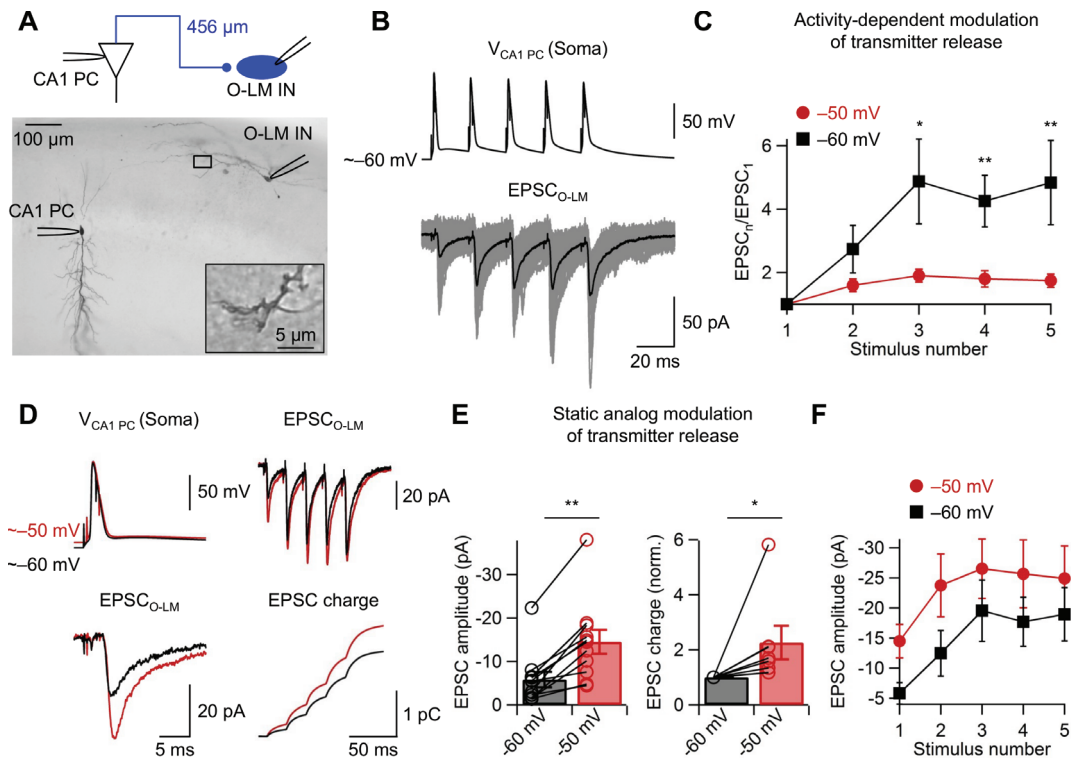 A
456 µm
CA1 PC
O-LM IN
100 µm
O-LM IN
CA1 PC
5 µm
B
VCA1 PC (Soma)
50 mV
~–60 mV
EPSCO-LM
50 pA
20 ms
C
Activity-dependent modulation
of transmitter release
–50 mV
–60 mV
* ** **
6
4
2
EPSCn/EPSC1
1 2 3 4 5
Stimulus number
D
VCA1 PC (Soma)
50 mV
~–50 mV
~–60 mV
EPSCO-LM
20 pA
EPSCO-LM
20 pA
5 ms
EPSC charge
1 pC
50 ms
E
Static analog modulation
of transmitter release
**
EPSC amplitude (pA)
-30
-20
-10
0
-60 mV
-50 mV
*
EPSC charge (norm.)
6
4
2
0
-60 mV
-50 mV
F
–50 mV
–60 mV
EPSC amplitude (pA)
-30
-25
-20
-15
-10
-5
1 2 3 4 5
Stimulus number